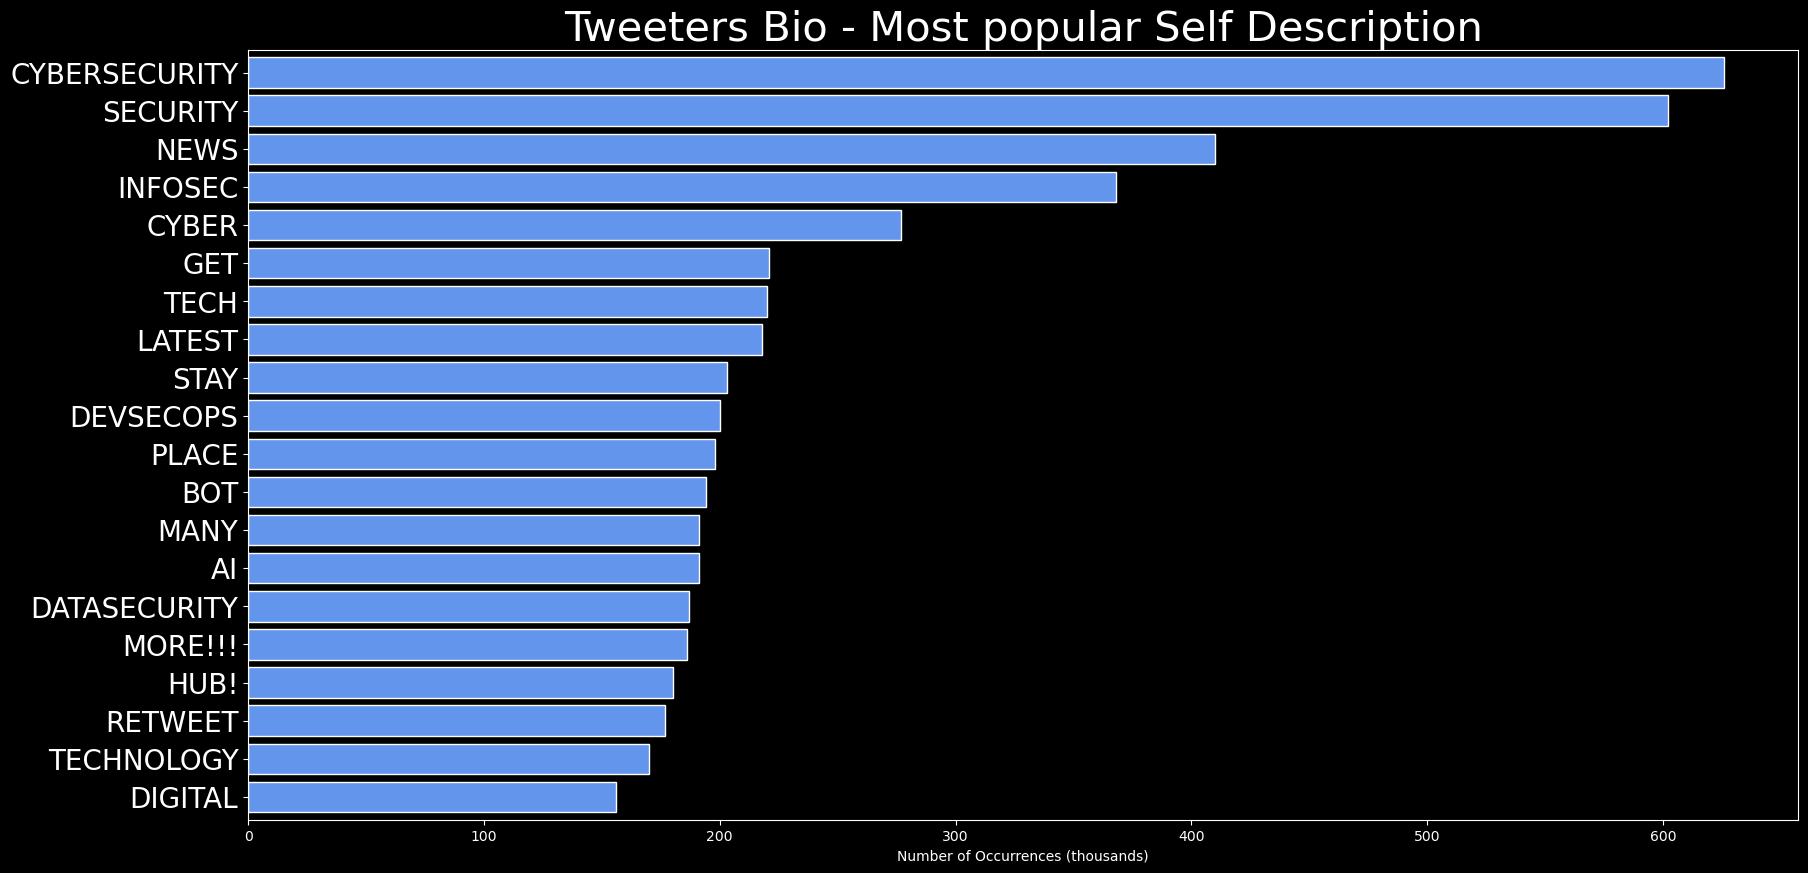 Tweeters Bio - Most popular Self Description
CYBERSECURITY
SECURITY
NEWS
INFOSEC
CYBER
GET
TECH
LATEST
STAY
DEVSECOPS
PLACE
BOT
MANY
AI
DATASECURITY
MORE!!!
HUB!
RETWEET
TECHNOLOGY
DIGITAL
0 100 200 300 400 500 600
Number of Occurrences (thousands)